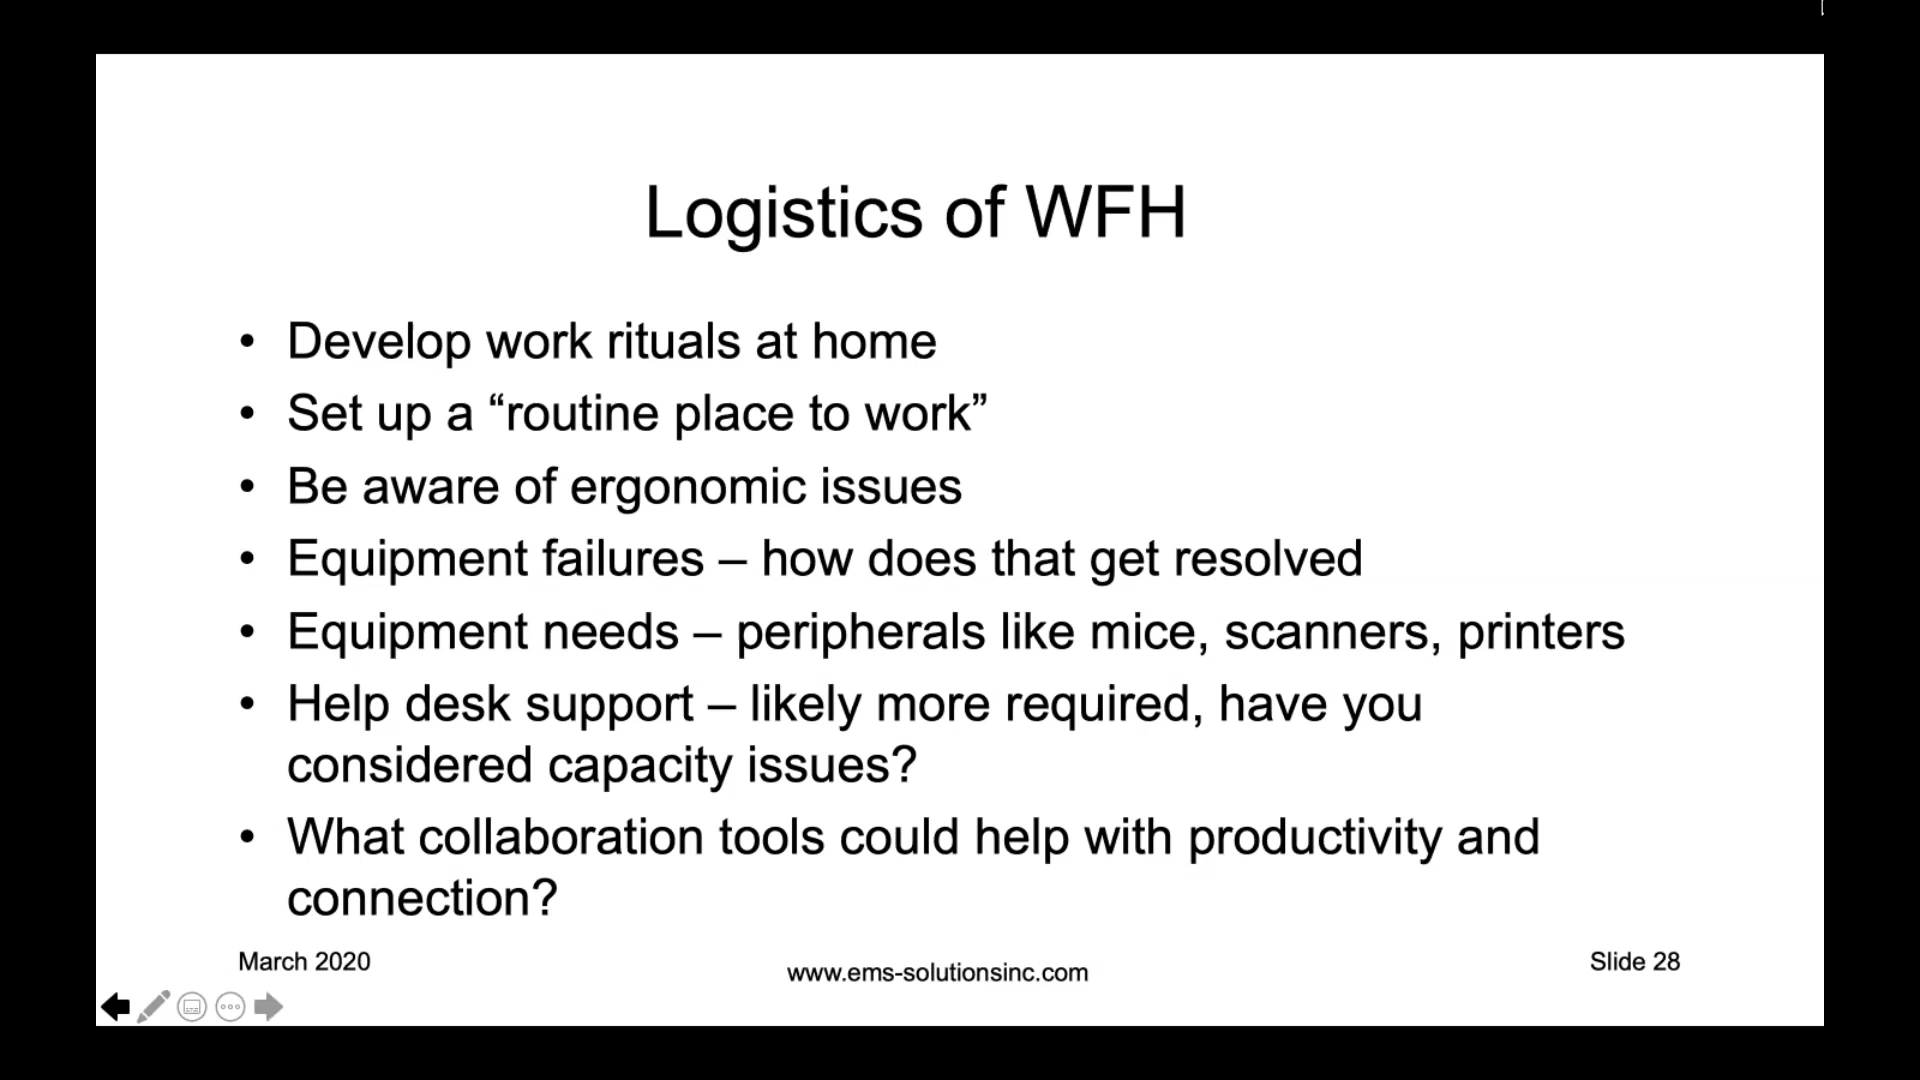 Logistics of WFH
• Develop work rituals at home
• Set up a “routine place to work”
• Be aware of ergonomic issues
• Equipment failures – how does that get resolved
• Equipment needs – peripherals like mice, scanners, printers
• Help desk support – likely more required, have you
considered capacity issues?
• What collaboration tools could help with productivity and
connection?
March 2020
www.ems-solutionsinc.com
Slide 28